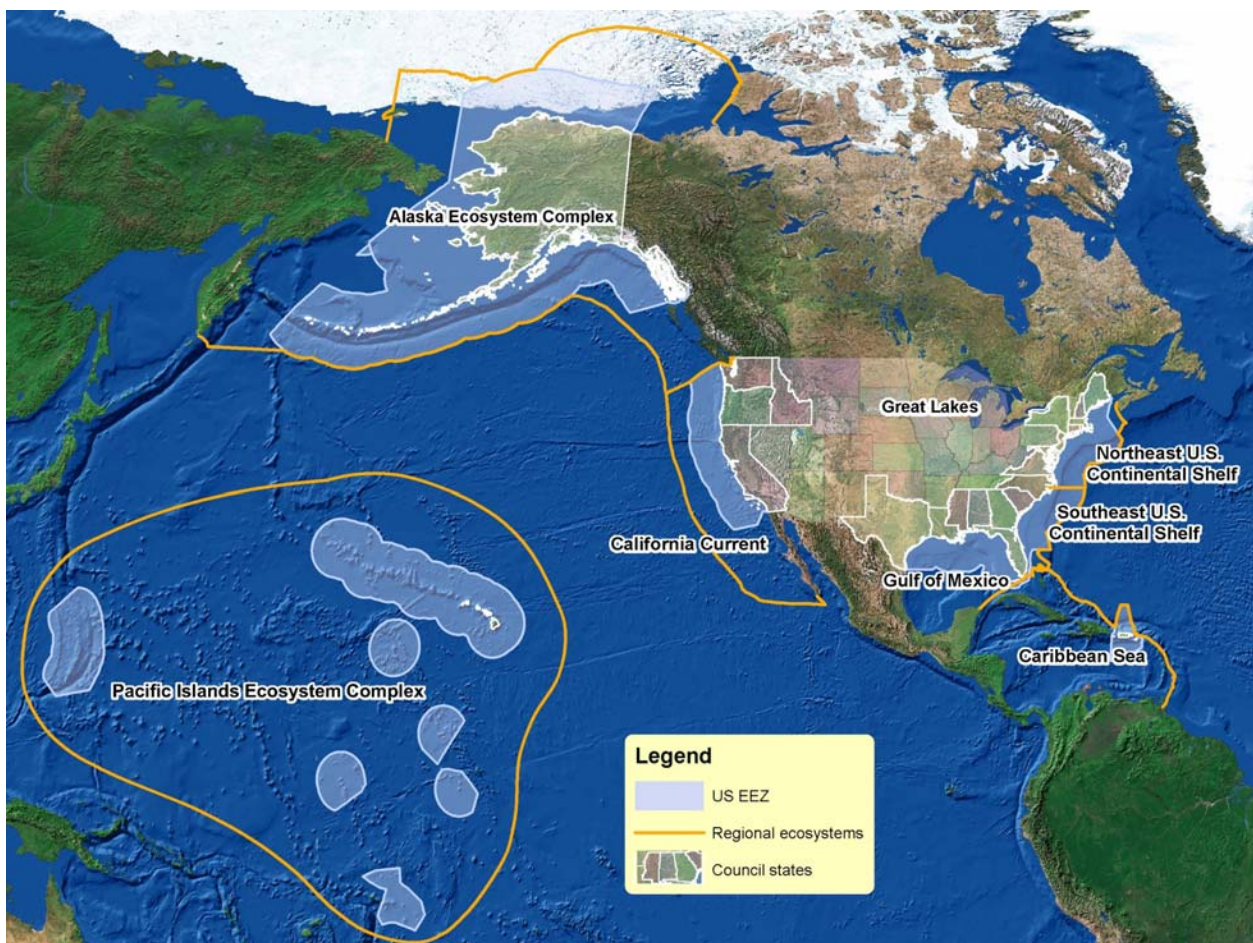 Alaska Ecosystem Complex
Great Lakes
Northeast U.S.
Continental Shelf
Southeast U.S.
Continental Shelf
California Current
Gulf of Mexico
Caribbean Sea
Pacific Islands Ecosystem Complex
Legend
US EEZ
Regional ecosystems
Council states